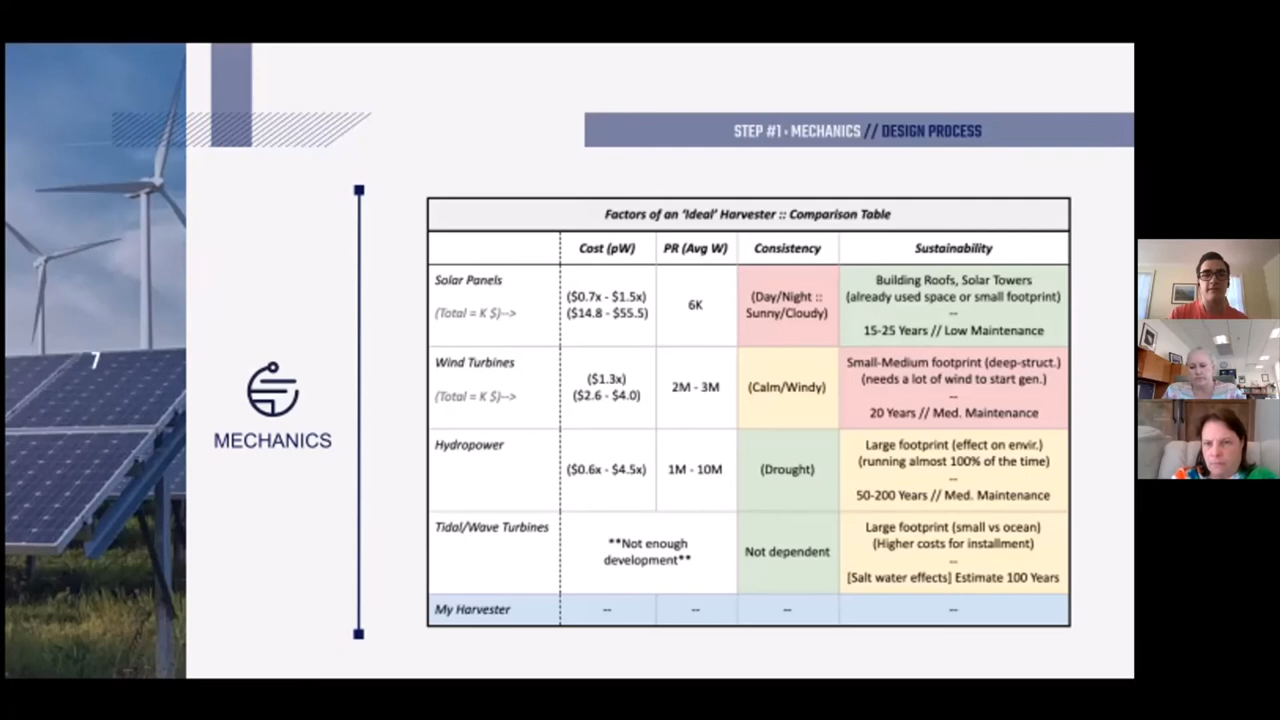 STEP #1 · MECHANICS // DESIGN PROCESS
7
MECHANICS
Factors of an ‘Ideal’ Harvester :: Comparison Table
Cost (pW) PR (Avg W) Consistency Sustainability
Solar Panels
(Total = K $)-->
($0.7x - $1.5x)
($14.8 - $55.5)
6K
(Day/Night ::
Sunny/Cloudy)
Building Roofs, Solar Towers
(already used space or small footprint)
--
15-25 Years // Low Maintenance
Wind Turbines
(Total = K $)-->
($1.3x)
($2.6 - $4.0)
2M - 3M
(Calm/Windy)
Small-Medium footprint (deep-struct.)
(needs a lot of wind to start gen.)
--
20 Years // Med. Maintenance
Hydropower
($0.6x - $4.5x)
1M - 10M
(Drought)
Large footprint (effect on envir.)
(running almost 100% of the time)
--
50-200 Years // Med. Maintenance
Tidal/Wave Turbines
**Not enough
development**
Not dependent
Large footprint (small vs ocean)
(Higher costs for installment)
--
[Salt water effects] Estimate 100 Years
My Harvester -- -- -- --